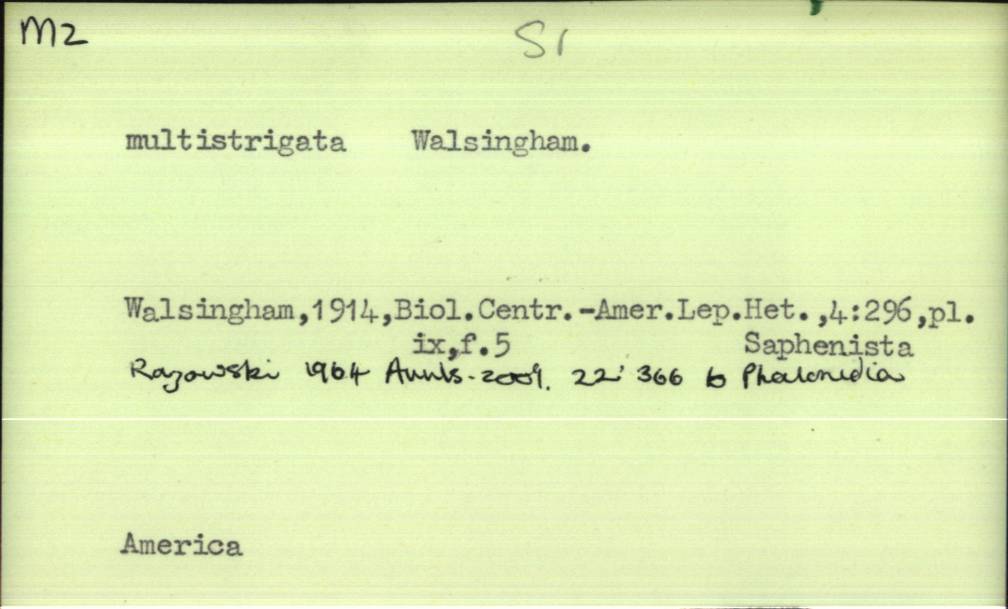 M2
S1
multistrigata Walsingham.
Walsingham,1914,Biol.Centr.-Amer.Lep.Het.,4:296,pl.
ix,f.5 Saphenista
Razowski 1964 Annls. zool. 22: 366 to Phalonidia
America